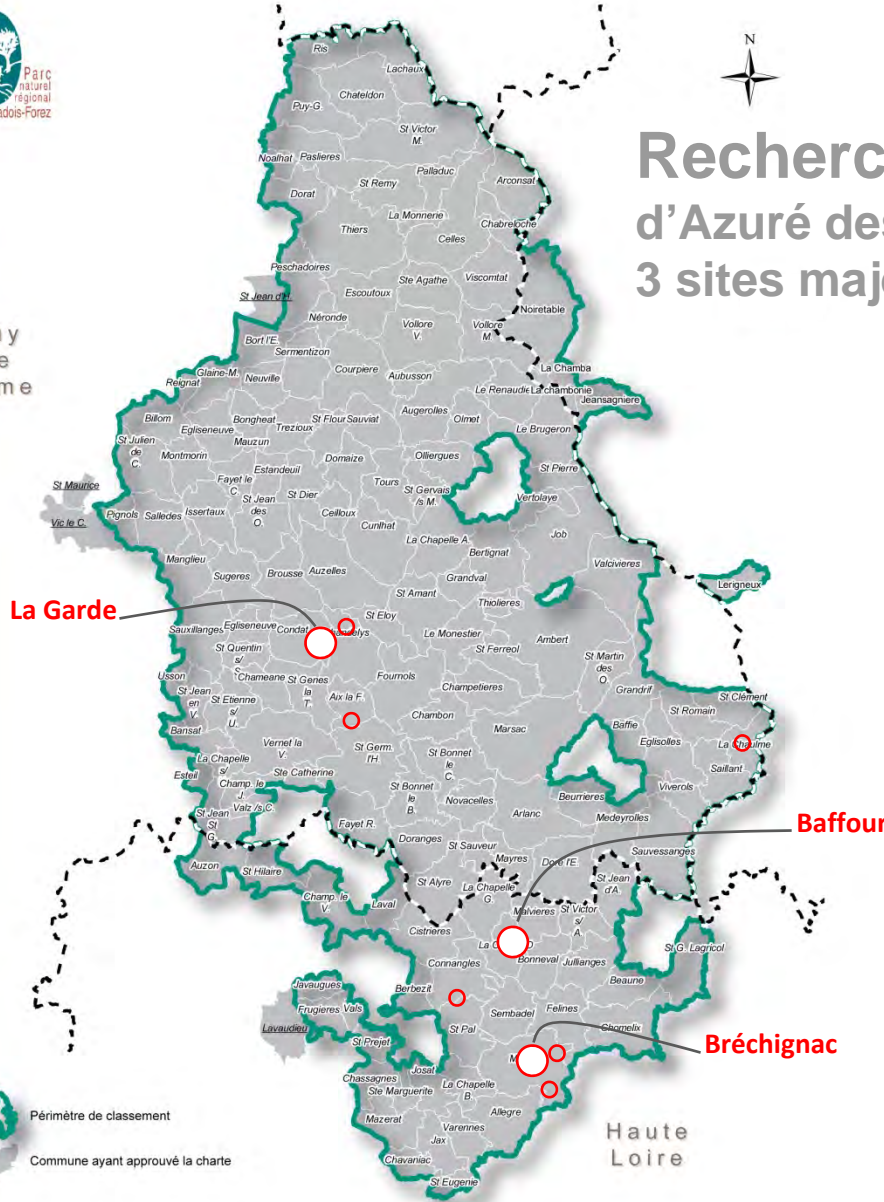 Parc
naturel
régional
N
Recherc
d'Azuré des
3 sites maj
Ris
Lachaux
Chateldon
Puy-G.
St Victor
M.
Noalhat
Paslieres
Palladuc
St Remy
Arconsat
Dorat
La Monnerie
Chabreloche
Thiers
Celles
Peschadoires
Ste Agathe
Viscomtat
St Jean d'H.
Escoutoux
Noiretable
Néronde
Vollore
V.
Vollore
M.
Bort l'E.
Sermentizon
Glaine-M.
Courpiere
La Chamba
Reignat
Neuville
Aubusson
Le Renaudie
La chambonie
Jeansagniere
Billom
Bongheat
St Flour
Sauviat
Augerolles
Olmet
Egliseneuve
Trezioux
Le Brugeron
St Julien
de
C.
Mauzun
Montmorin
Domaize
Olliergues
St Pierre
Estandeuil
Fayet le
C.
St Dier
Tours
St Gervais
/s M.
Vertolaye
St Maurice
St Jean
des
O.
Pignols
Salledes
Issertaux
Ceilloux
Vic le C.
Cunlhat
Job
La Chapelle A.
Bertignat
Manglieu
Valcivieres
Brousse
Auzelles
Sugeres
Grandval
Lerigneux
St Amant
Thiolieres
La Garde
St Eloy
Sauxillanges
Egliseneuve
Condat
Le Monestier
Ambert
St Quentin
s/
St Ferreol
St Martin
des
O.
Usson
Chameane
St Genes
la
T.
Fournols
Champetieres
St Jean
en
V.
Aix la F.
Grandrif
St Clément
St Etienne
s/
U.
St Romain
Chambon
Baffie
Bansat
Marsac
Eglisolles
La Chaulme
Vernet la
V.
St Germ.
l'H.
St Bonnet
le
C.
La Chapelle
s/
Saillant
Esteil
Ste Catherine
Champ. le
J.
Viverols
St Bonnet
le
B.
Beurrieres
Valz /s C.
Novacelles
St Jean
St
G.
Arlanc
Medeyrolles
Fayet R.
Baffour
Doranges
St Sauveur
Sauvessanges
Mayres
Dore l'E.
Auzon
St Hilaire
St Alyre
La Chapelle
G.
St Jean
d'A.
Champ. le
V.
Laval
Malvieres
St Victor
s/
A.
Cistrieres
St G. Lagricol
Connangles
Bonneval
Jullianges
Javaugues
Berbezit
Beaune
Frugieres
Vals
Felines
Sembadel
Chomelix
Lavaudieu
St Pal
St Prejet
Bréchignac
Josat
Chassagnes
La Chapelle
B.
Ste Marguerite
Allegre
Mazerat
Varennes
Jax
Haute
Loire
Chavaniac
St Eugenie
Périmètre de classement
Commune ayant approuvé la charte